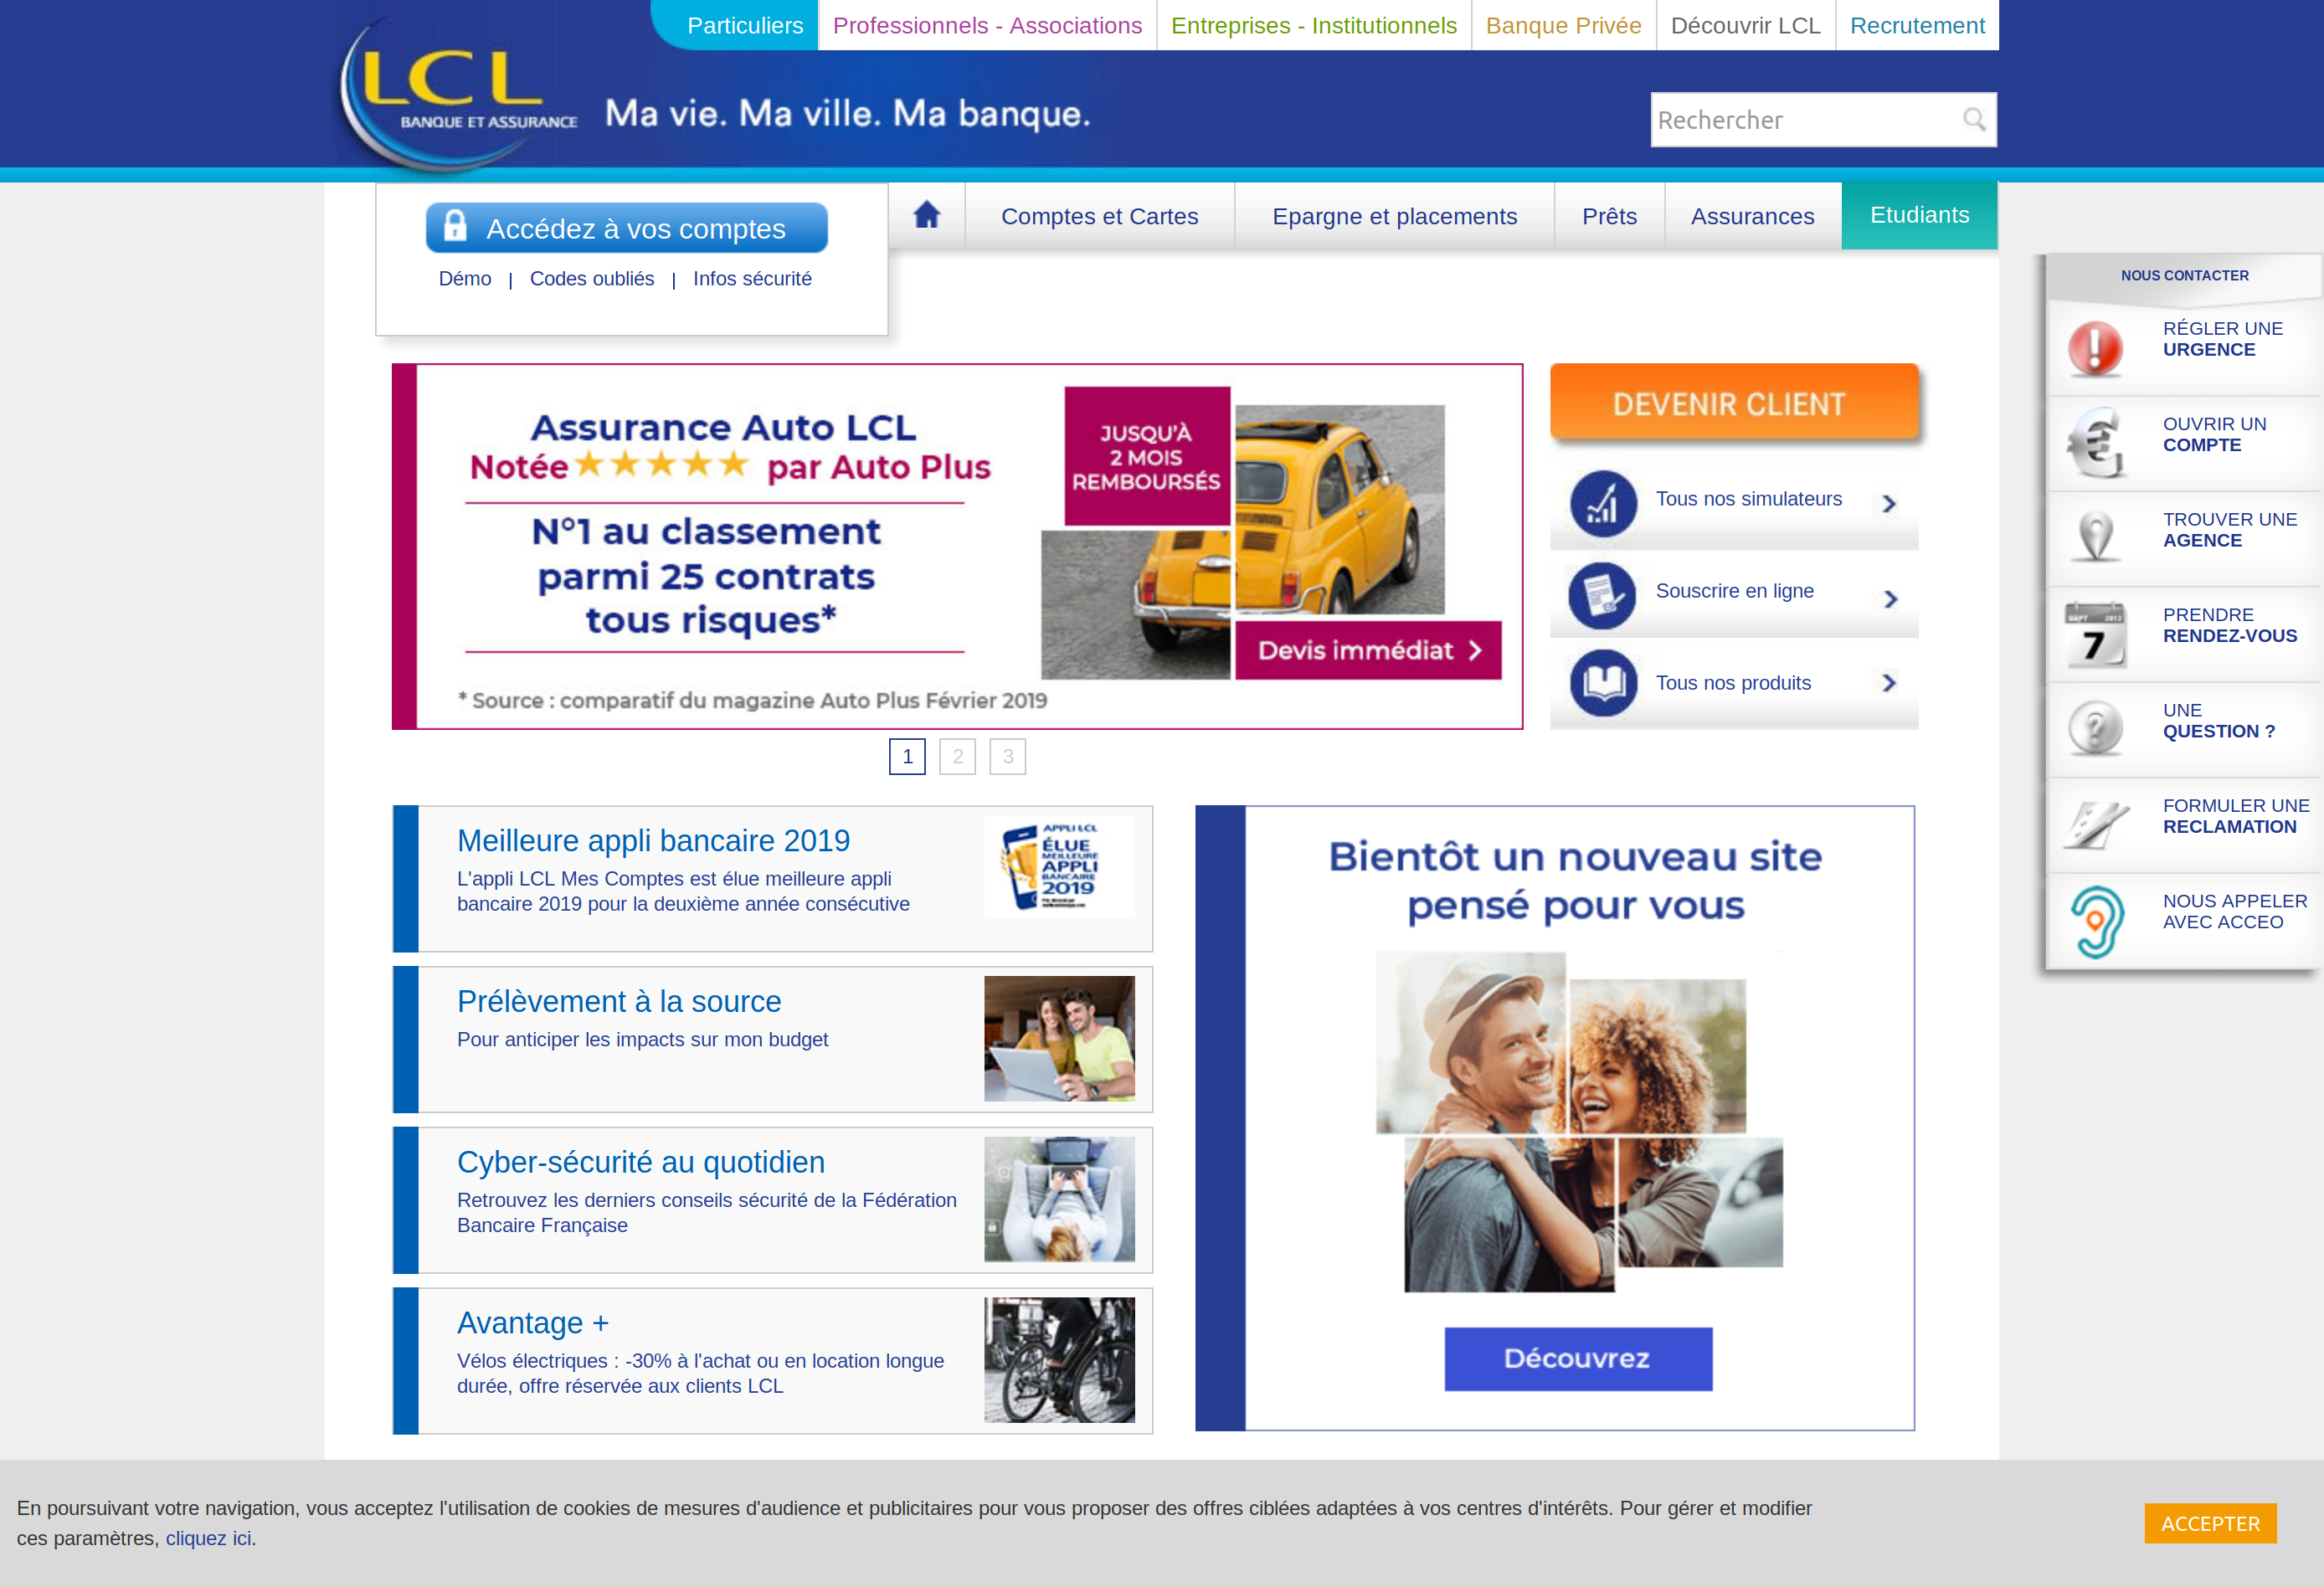 Particuliers
Professionnels - Associations
Entreprises - Institutionnels
Banque Privée
Découvrir LCL
Recrutement
LCL
BANQUE ET ASSURANCE
Ma vie. Ma ville. Ma banque.
Rechercher
Accédez à vos comptes
Démo | Codes oubliés | Infos sécurité
Comptes et Cartes
Epargne et placements
Prêts
Assurances
Etudiants
NOUS CONTACTER
RÉGLER UNE
URGENCE
OUVRIR UN
COMPTE
TROUVER UNE
AGENCE
SEPT 2012
7
PRENDRE
RENDEZ-VOUS
UNE
QUESTION ?
FORMULER UNE
RECLAMATION
NOUS APPELER
AVEC ACCEO
Assurance Auto LCL
Notée ★★★★★ par Auto Plus
N°1 au classement
parmi 25 contrats
tous risques*
* Source : comparatif du magazine Auto Plus Février 2019
JUSQU'À
2 MOIS
REMBOURSÉS
Devis immédiat
1 2 3
DEVENIR CLIENT
Tous nos simulateurs
Souscrire en ligne
Tous nos produits
Meilleure appli bancaire 2019
L'appli LCL Mes Comptes est élue meilleure appli
bancaire 2019 pour la deuxième année consécutive
APPLI LCL
ÉLUE
MEILLEURE
APPLI
BANCAIRE
2019
Prélèvement à la source
Pour anticiper les impacts sur mon budget
Cyber-sécurité au quotidien
Retrouvez les derniers conseils sécurité de la Fédération
Bancaire Française
Avantage +
Vélos électriques : -30% à l'achat ou en location longue
durée, offre réservée aux clients LCL
Bientôt un nouveau site
pensé pour vous
Découvrez
En poursuivant votre navigation, vous acceptez l'utilisation de cookies de mesures d'audience et publicitaires pour vous proposer des offres ciblées adaptées à vos centres d'intérêts. Pour gérer et modifier
ces paramètres, cliquez ici.
ACCEPTER